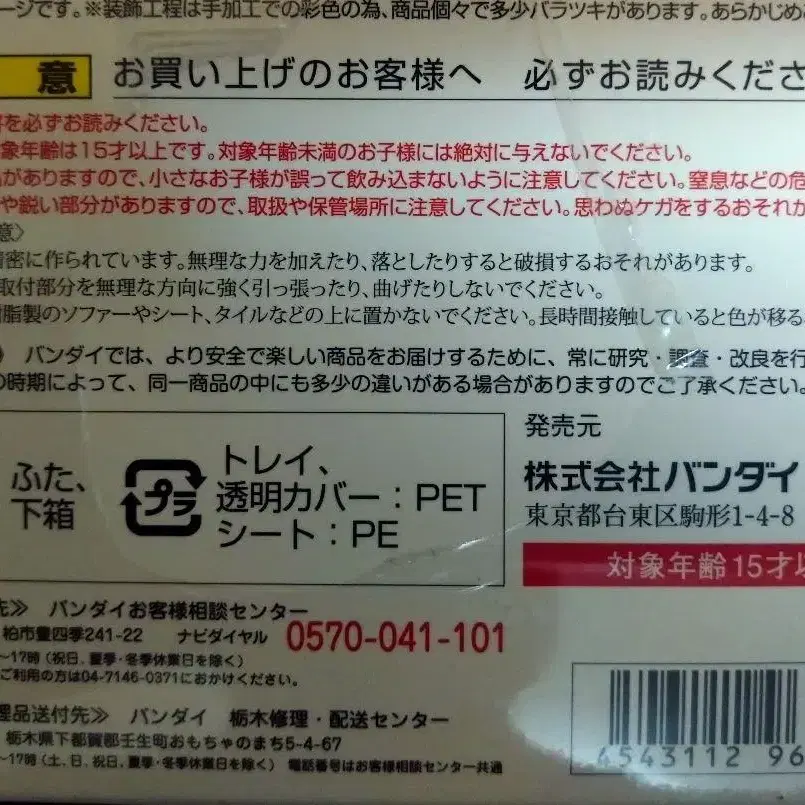 ージです。※装飾工程は手加工での彩色の為、商品個々で多少バラツキがあります。あらかじめ
意 お買い上げのお客様へ 必ずお読みくださ
を必ずお読みください。
象年齢は15才以上です。対象年齢未満のお子様には絶対に与えないでください。
がありますので、小さなお子様が誤って飲み込まないように注意してください。窒息などの危
や鋭い部分がありますので、取扱や保管場所に注意してください。思わぬケガをするおそれが
意〉
密に作られています。無理な力を加えたり、落としたりすると破損するおそれがあります。
取付部分を無理な方向に強く引っ張ったり、曲げたりしないでください。
脂製のソファーやシート、タイルなどの上に置かないでください。長時間接触していると色が移る
バンダイでは、より安全で楽しい商品をお届けするために、常に研究・調査・改良を行
の時期によって、同一商品の中にも多少の違いがある場合がありますのでご了承ください。
ふた、
下箱
プラ
トレイ、
透明カバー：PET
シート：PE
発売元
株式会社バンダイ
東京都台東区駒形1-4-8
対象年齢15才以
先≫ バンダイお客様相談センター
柏市豊四季241-22 ナビダイヤル 0570-041-101
~17時（祝日、夏季・冬季休業日を除く）
ご利用の方は04-7146-0371におかけください。
理品送付先≫ バンダイ 栃木修理・配送センター
栃木県下都賀郡壬生町おもちゃのまち5-4-67
~17時（土、日、祝日、夏季・冬季休業日を除く） 電話番号はお客様相談センター共通
4543112 96